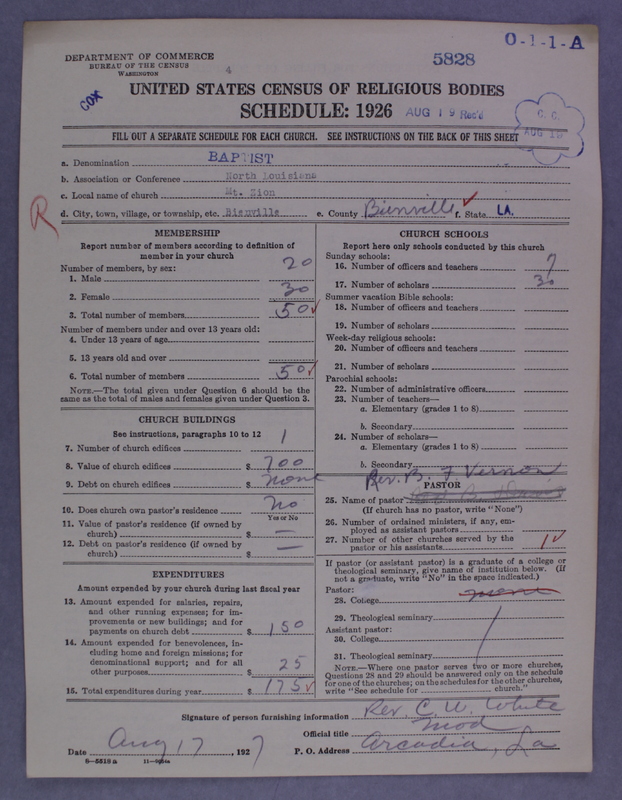 DEPARTMENT OF COMMERCE
BUREAU OF THE CENSUS
WASHINGTON
4
5828
O-1-1-A
COX
UNITED STATES CENSUS OF RELIGIOUS BODIES
SCHEDULE: 1926
AUG 19 Rec'd
C. C.
AUG 19
FILL OUT A SEPARATE SCHEDULE FOR EACH CHURCH. SEE INSTRUCTIONS ON THE BACK OF THIS SHEET
a. Denomination BAPTIST
b. Association or Conference North Louisiana
c. Local name of church Mt. Zion
R
d. City, town, village, or township, etc. Bienville e. County Bienville ✓ f. State LA.
MEMBERSHIP
Report number of members according to definition of
member in your church
Number of members, by sex:
1. Male 20
2. Female 30
3. Total number of members 50 ✓
Number of members under and over 13 years old:
4. Under 13 years of age
5. 13 years old and over
6. Total number of members 50 ✓
NOTE.—The total given under Question 6 should be the
same as the total of males and females given under Question 3.
CHURCH BUILDINGS
See instructions, paragraphs 10 to 12
7. Number of church edifices 1
8. Value of church edifices $ 700
9. Debt on church edifices $ none
10. Does church own pastor's residence? No
Yes or No
11. Value of pastor's residence (if owned by
church) $ —
12. Debt on pastor's residence (if owned by
church) $ —
EXPENDITURES
Amount expended by your church during last fiscal year
13. Amount expended for salaries, repairs,
and other running expenses; for im-
provements or new buildings; and for
payments on church debt $ 150
14. Amount expended for benevolences, in-
cluding home and foreign missions; for
denominational support; and for all
other purposes $ 25
15. Total expenditures during year $ 175 ✓
CHURCH SCHOOLS
Report here only schools conducted by this church
Sunday schools:
16. Number of officers and teachers 7
17. Number of scholars 30
Summer vacation Bible schools:
18. Number of officers and teachers
19. Number of scholars
Week-day religious schools:
20. Number of officers and teachers
21. Number of scholars
Parochial schools:
22. Number of administrative officers
23. Number of teachers—
a. Elementary (grades 1 to 8)
b. Secondary
24. Number of scholars—
a. Elementary (grades 1 to 8)
b. Secondary
Rev. B. F. Vernon
PASTOR
25. Name of pastor
(If church has no pastor, write "None")
26. Number of ordained ministers, if any, em-
ployed as assistant pastors
27. Number of other churches served by the
pastor or his assistants 1 ✓
If pastor (or assistant pastor) is a graduate of a college or
theological seminary, give name of institution below. (If
not a graduate, write "No" in the space indicated.)
Pastor:
28. College none
29. Theological seminary
Assistant pastor:
30. College
31. Theological seminary
NOTE.—Where one pastor serves two or more churches,
Questions 28 and 29 should be answered only on the schedule
for one of the churches; on the schedules for the other churches,
write "See schedule for church."
Signature of person furnishing information Rev. C. W. White
Official title Mod
Date Aug 17, 1927 P. O. Address Arcadia, La
8-5518a